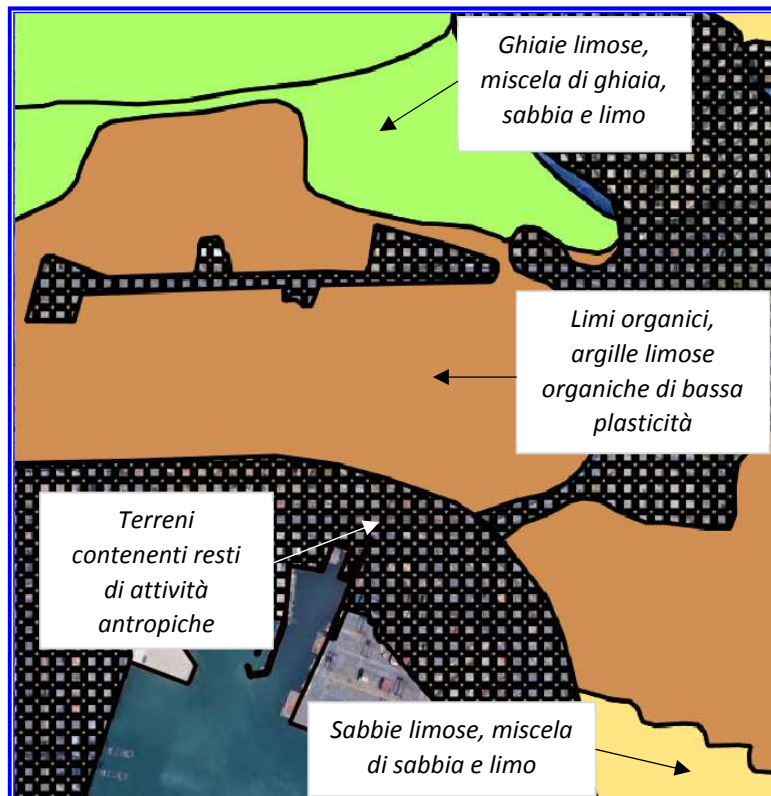 Ghiaie limose,
miscela di ghiaia,
sabbia e limo
Limi organici,
argille limose
organiche di bassa
plasticità
Terreni
contenenti resti
di attività
antropiche
Sabbie limose, miscela
di sabbia e limo